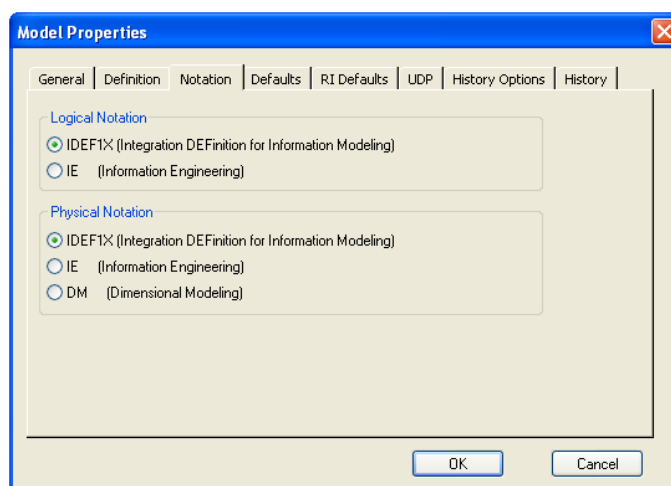 Model Properties
General Definition Notation Defaults RI Defaults UDP History Options History
Logical Notation
IDEF1X (Integration DEFinition for Information Modeling)
IE (Information Engineering)
Physical Notation
IDEF1X (Integration DEFinition for Information Modeling)
IE (Information Engineering)
DM (Dimensional Modeling)
OK Cancel